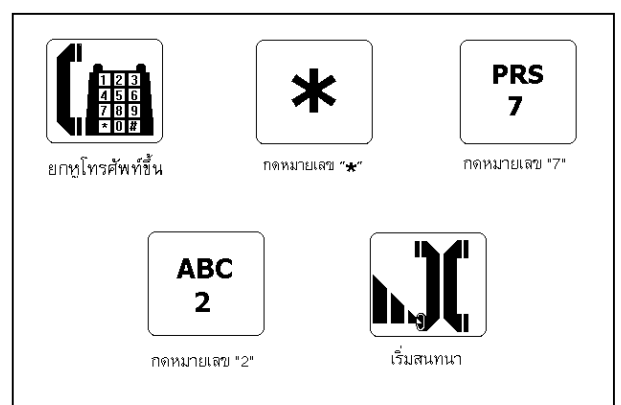 1 2 3
4 5 6
7 8 9
* 0 #
*
PRS
7
ยกหูโทรศัพท์ขึ้น
กดหมายเลข "*"
กดหมายเลข "7"
ABC
2
กดหมายเลข "2"
เริ่มสนทนา